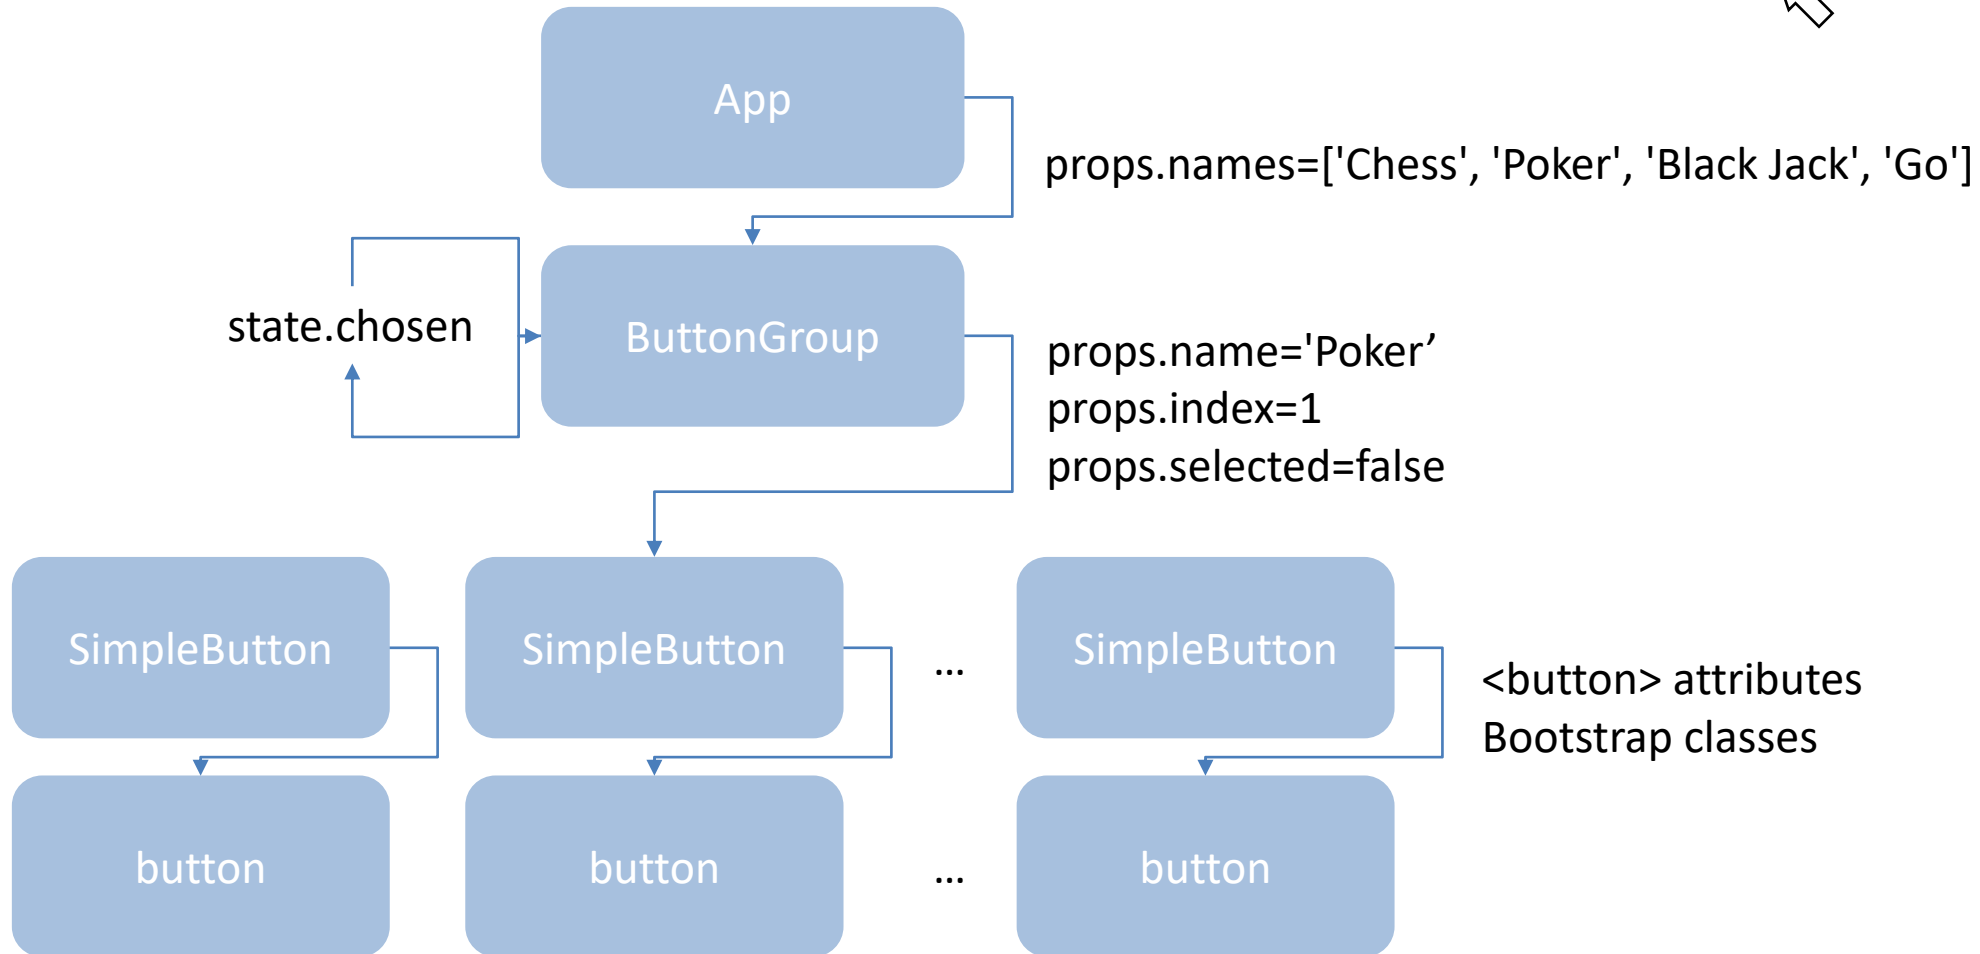 App
props.names=['Chess', 'Poker', 'Black Jack', 'Go']
state.chosen
ButtonGroup
props.name='Poker’
props.index=1
props.selected=false
SimpleButton
SimpleButton
...
SimpleButton
<button> attributes
Bootstrap classes
button
button
...
button